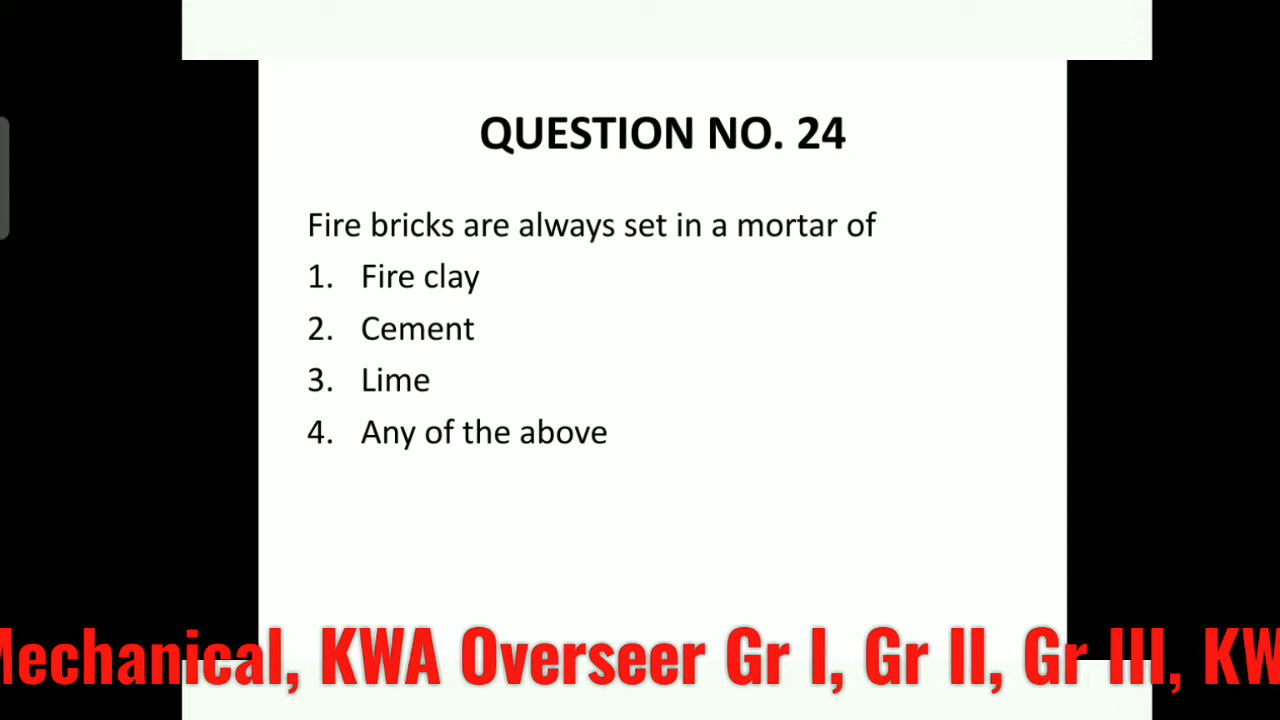 QUESTION NO. 24
Fire bricks are always set in a mortar of
1. Fire clay
2. Cement
3. Lime
4. Any of the above
Mechanical, KWA Overseer Gr I, Gr II, Gr III, KW